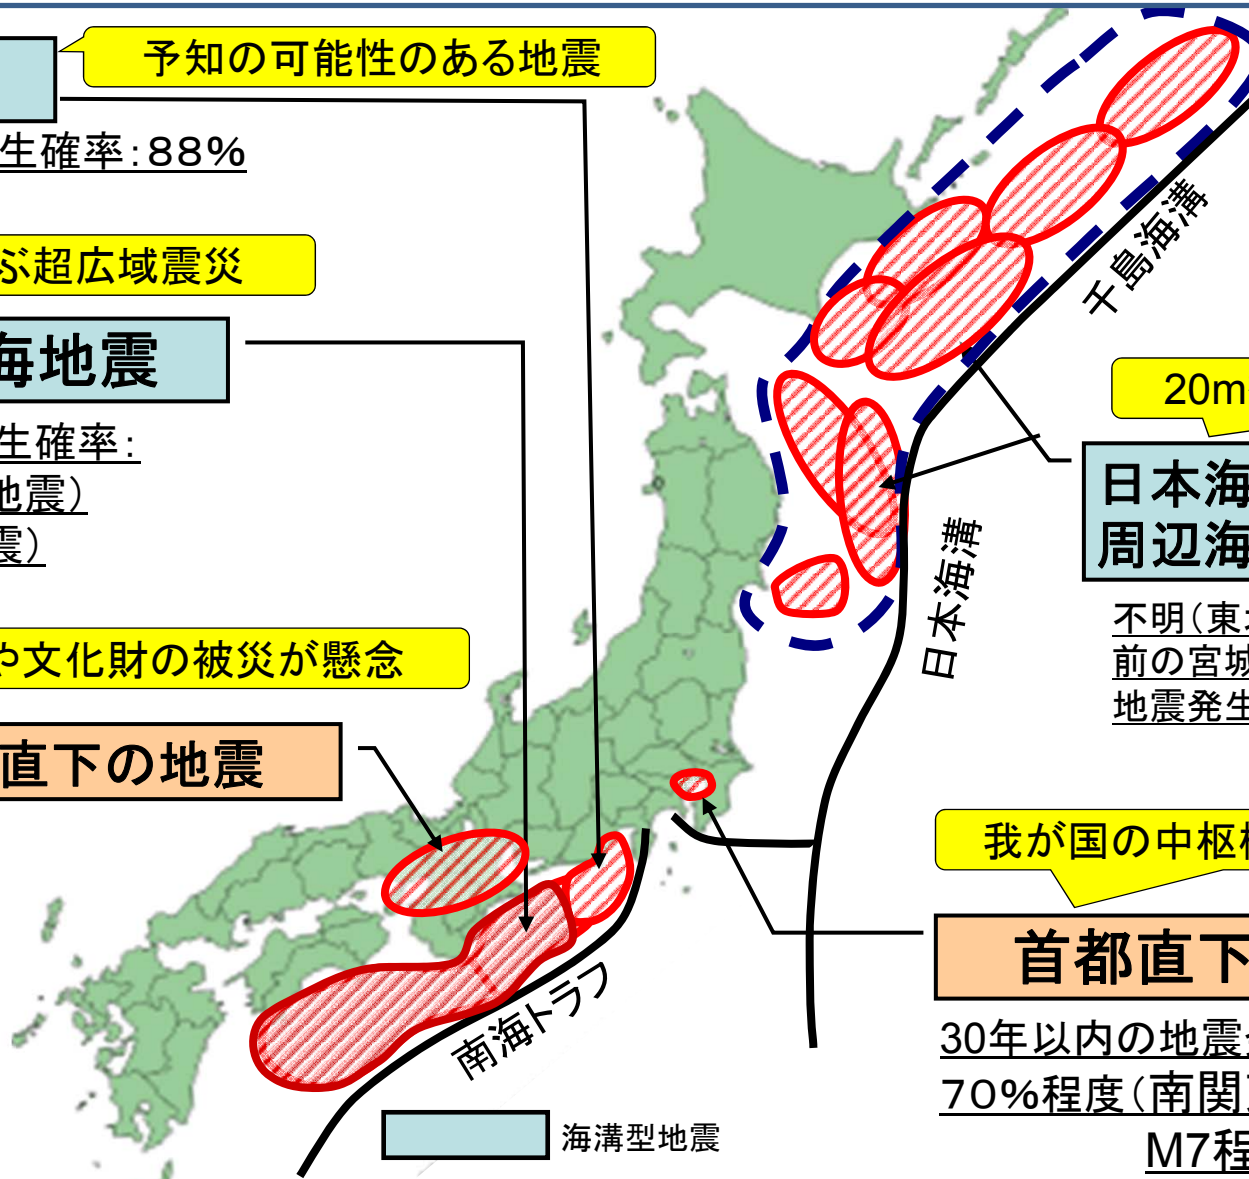 予知の可能性のある地震
生確率:88%
ぶ超広域震災
海地震
生確率:
地震)
震)
や文化財の被災が懸念
直下の地震
千島海溝
20m
日本海
周辺海
日本海溝
不明(東北
前の宮城
地震発生
我が国の中枢機
首都直下
30年以内の地震発
70%程度(南関東
M7程
南海トラフ
海溝型地震